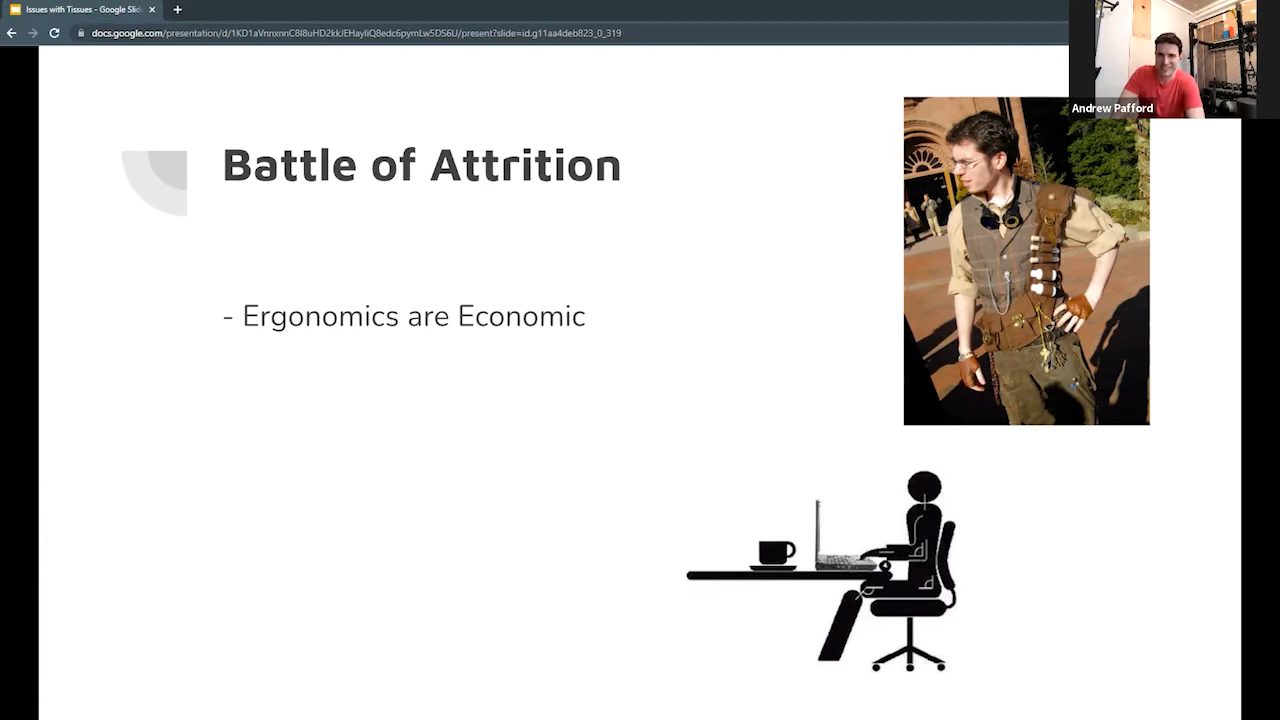 Issues with Tissues - Google Slid
docs.google.com/presentation/d/1KD1aVnnxnnC8I8uHD2kkJEHayliQ8edc6pymLw5DS6U/present?slide=id.g11aa4deb823_0_319
Andrew Pafford
Battle of Attrition
- Ergonomics are Economic